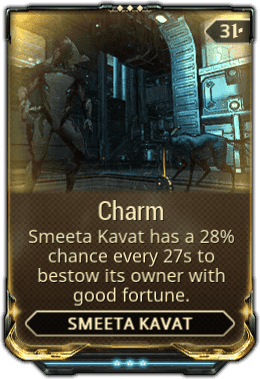 31
Charm
Smeeta Kavat has a 28%
chance every 27s to
bestow its owner with
good fortune.
SMEETA KAVAT